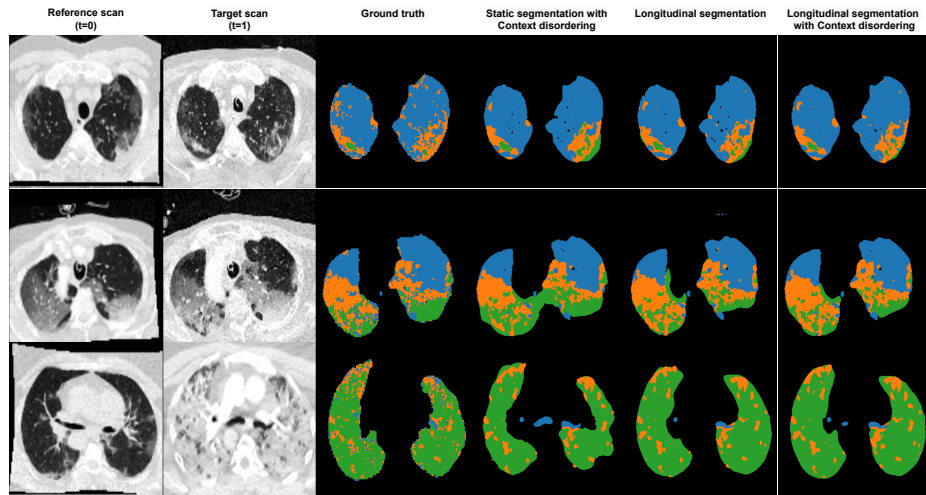 Reference scan
(t=0)
Target scan
(t=1)
Ground truth
Static segmentation with
Context disordering
Longitudinal segmentation
Longitudinal segmentation
with Context disordering